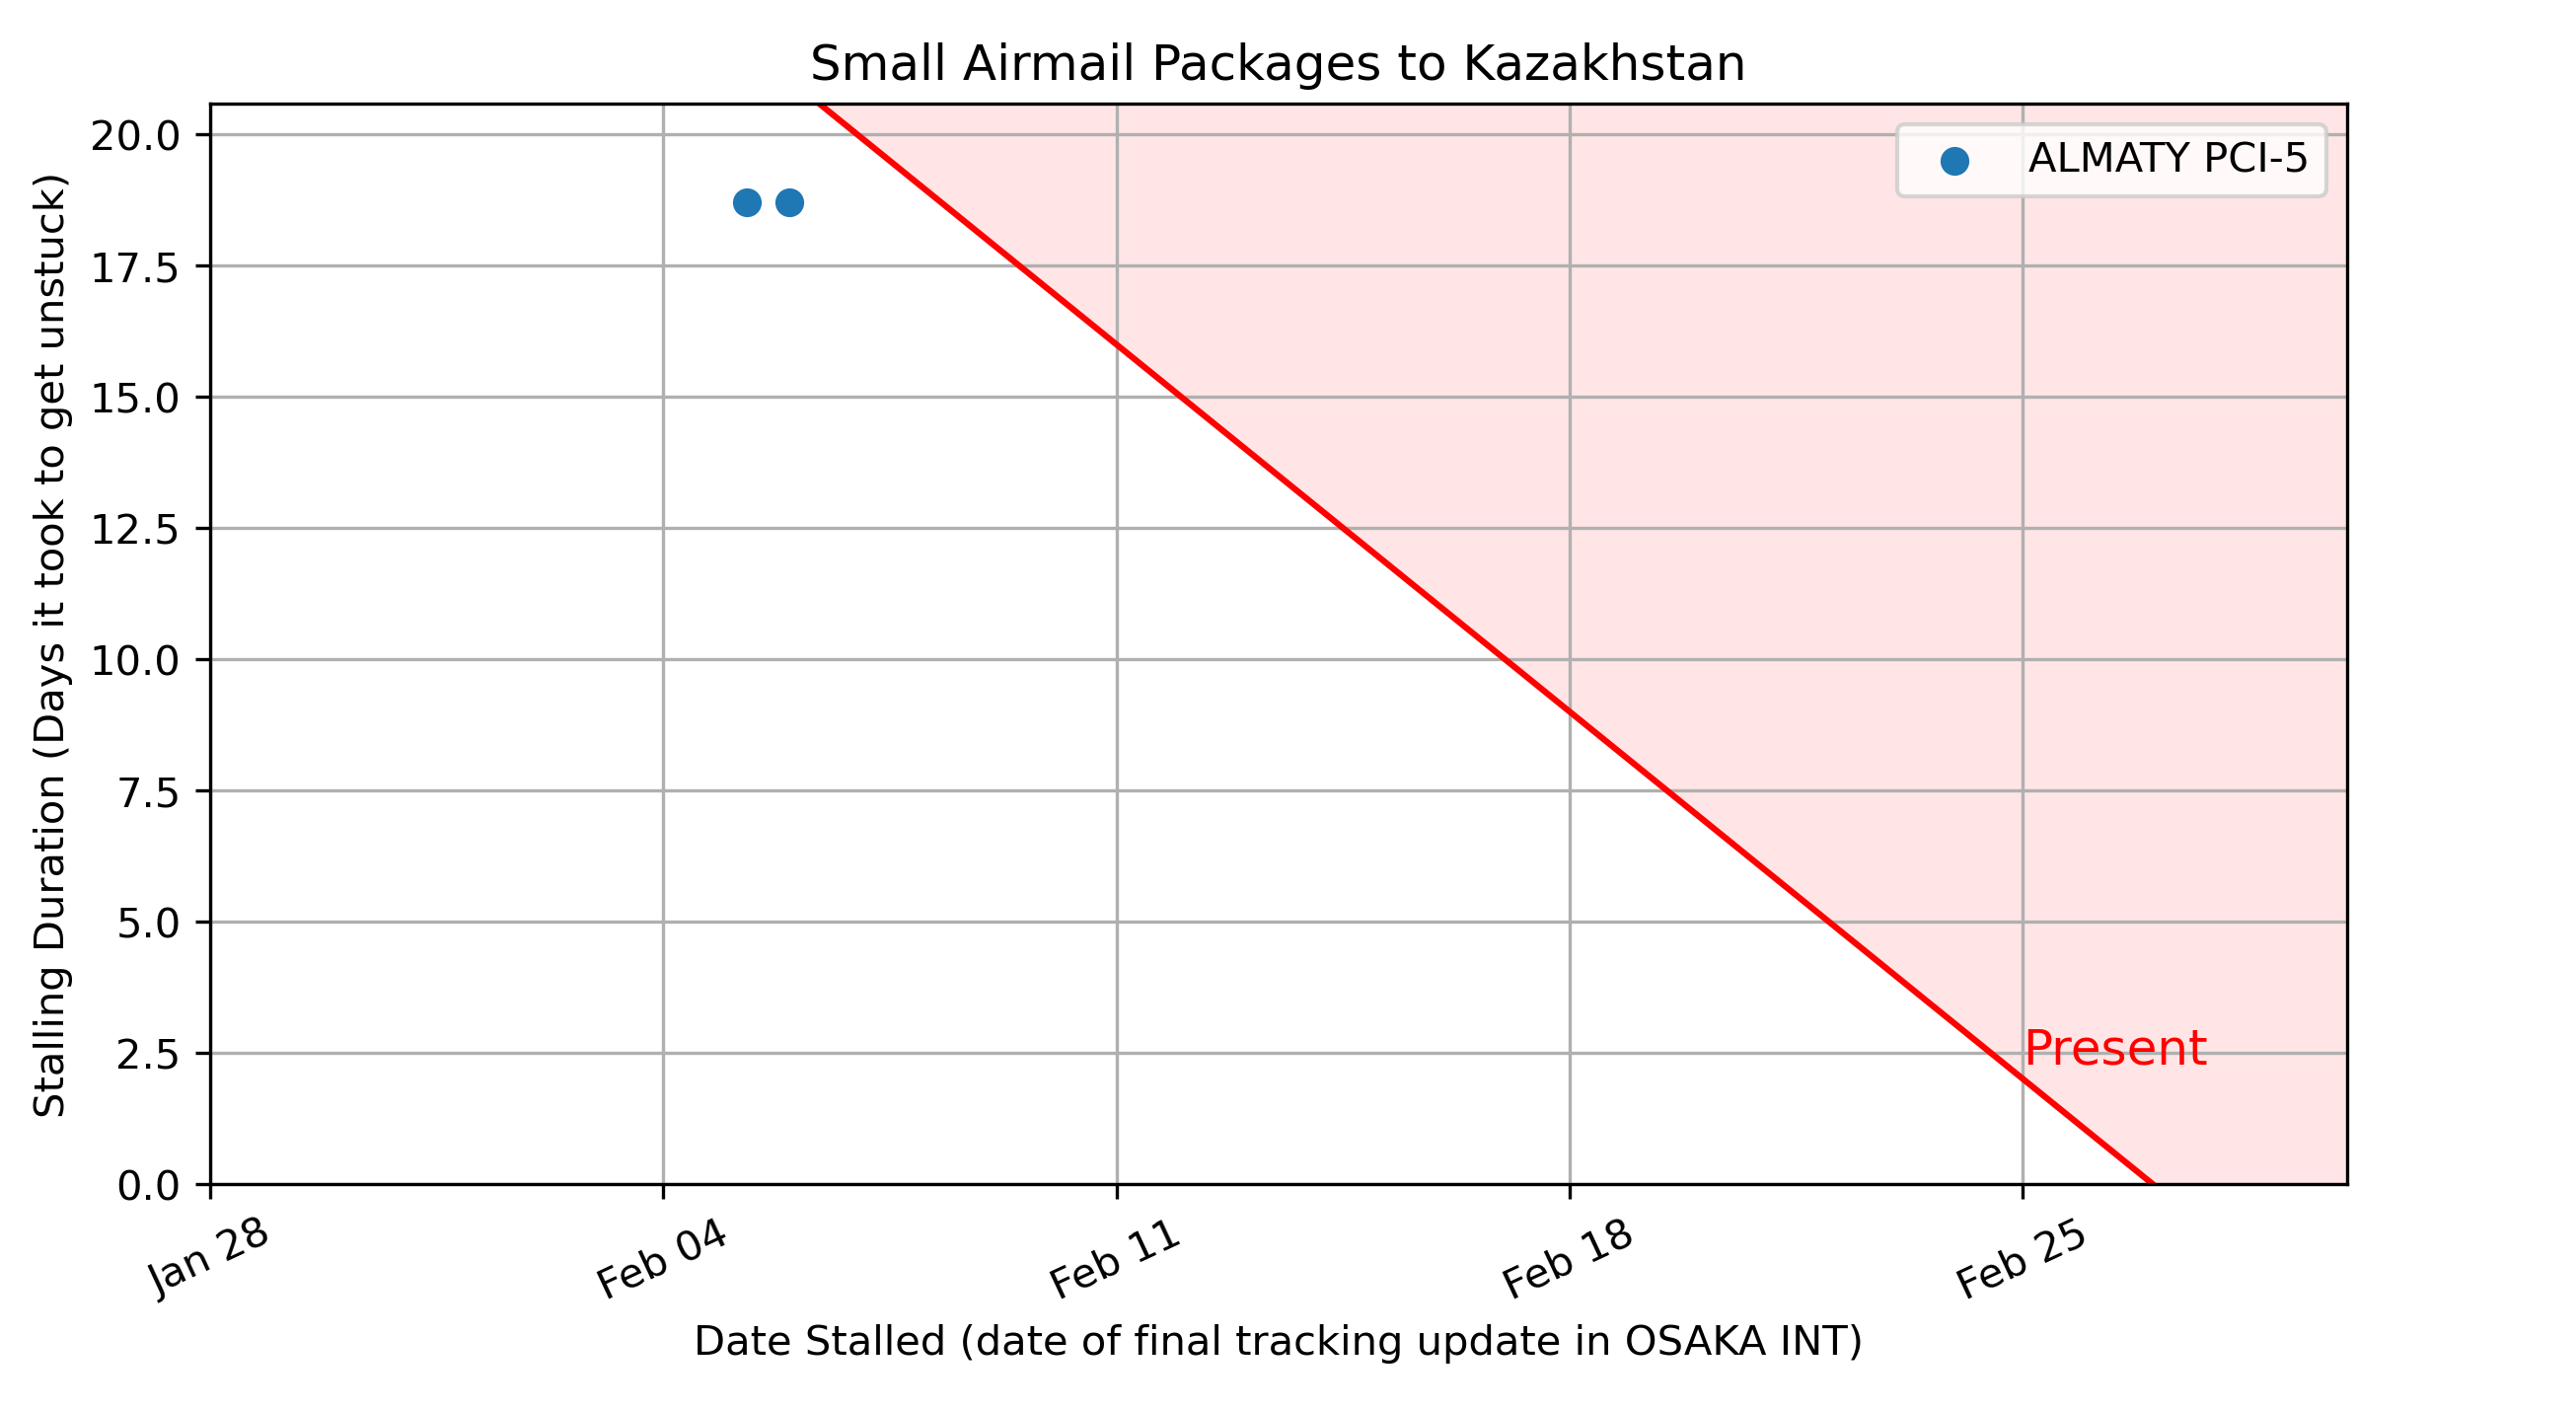 Small Airmail Packages to Kazakhstan
ALMATY PCI-5
Stalling Duration (Days it took to get unstuck)
20.0
17.5
15.0
12.5
10.0
7.5
5.0
2.5
0.0
Present
Jan 28
Feb 04
Feb 11
Feb 18
Feb 25
Date Stalled (date of final tracking update in OSAKA INT)